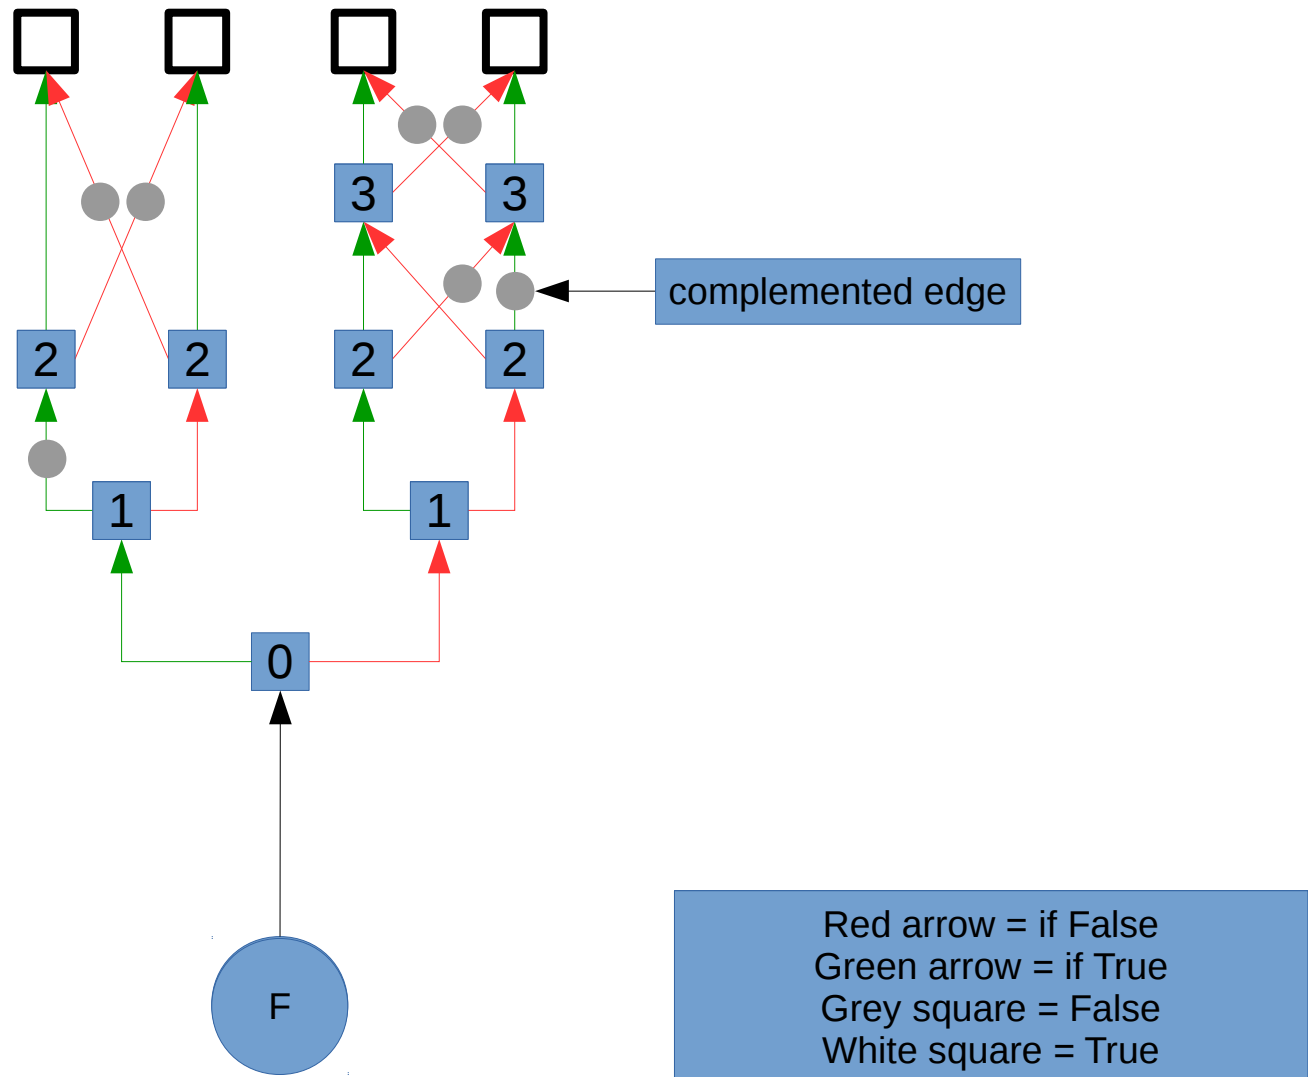 3 3
complemented edge
2 2 2 2
1 1
0
F
Red arrow = if False
Green arrow = if True
Grey square = False
White square = True